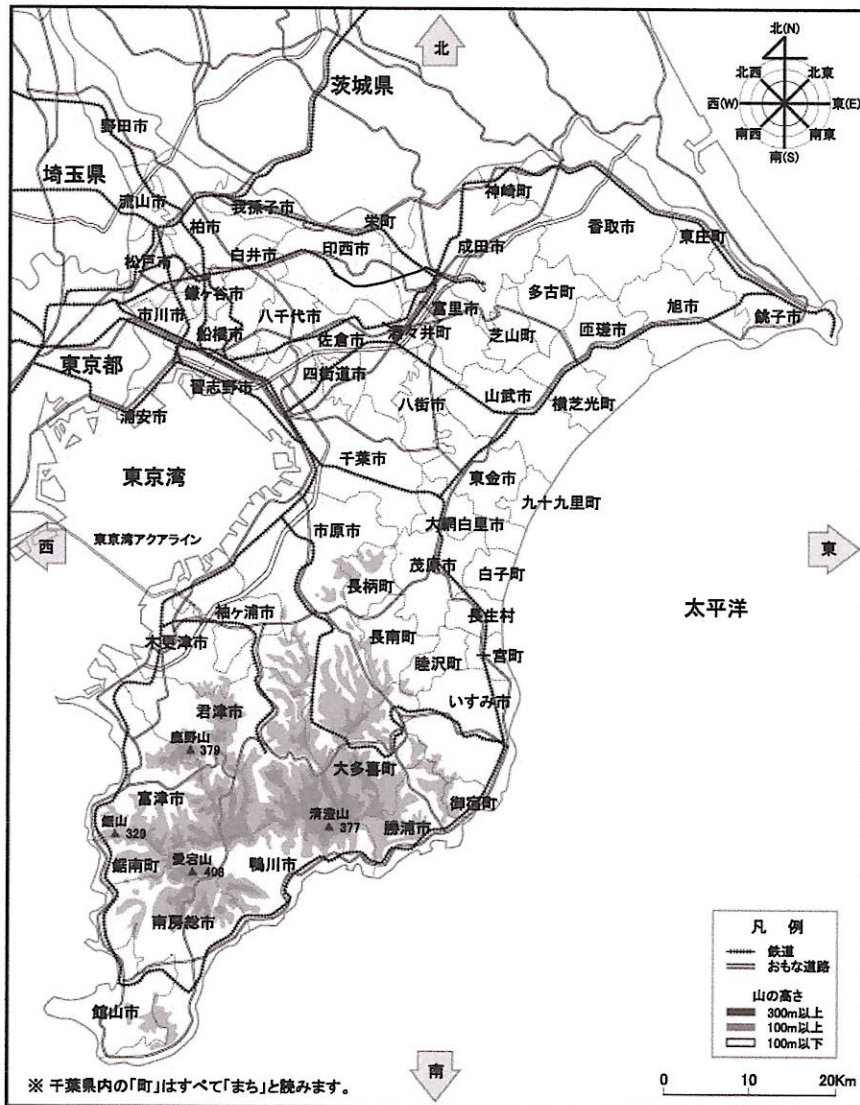 北
北(N)
北西
北東
西(W)
東(E)
南西
南東
南(S)
茨城県
野田市
埼玉県
流山市
我孫子市
神崎町
栄町
香取市
柏市
白井市
印西市
成田市
東庄町
松戸市
鎌ヶ谷市
多古町
旭市
市川市
船橋市
八千代市
富里市
銚子市
佐倉市
酒々井町
芝山町
匝瑳市
東京都
習志野市
四街道市
浦安市
八街市
山武市
横芝光町
千葉市
東京湾
東金市
九十九里町
市原市
大網白里市
西
東京湾アクアライン
東
茂原市
白子町
長柄町
袖ヶ浦市
長生村
太平洋
木更津市
長南町
一宮町
睦沢町
いすみ市
君津市
鹿野山
379
大多喜町
富津市
御宿町
鋸山
329
清澄山
377
勝浦市
鋸南町
愛宕山
408
鴨川市
南房総市
館山市
凡 例
鉄道
おもな道路
山の高さ
300m以上
100m以上
100m以下
南
※ 千葉県内の「町」はすべて「まち」と読みます。
0 10 20Km